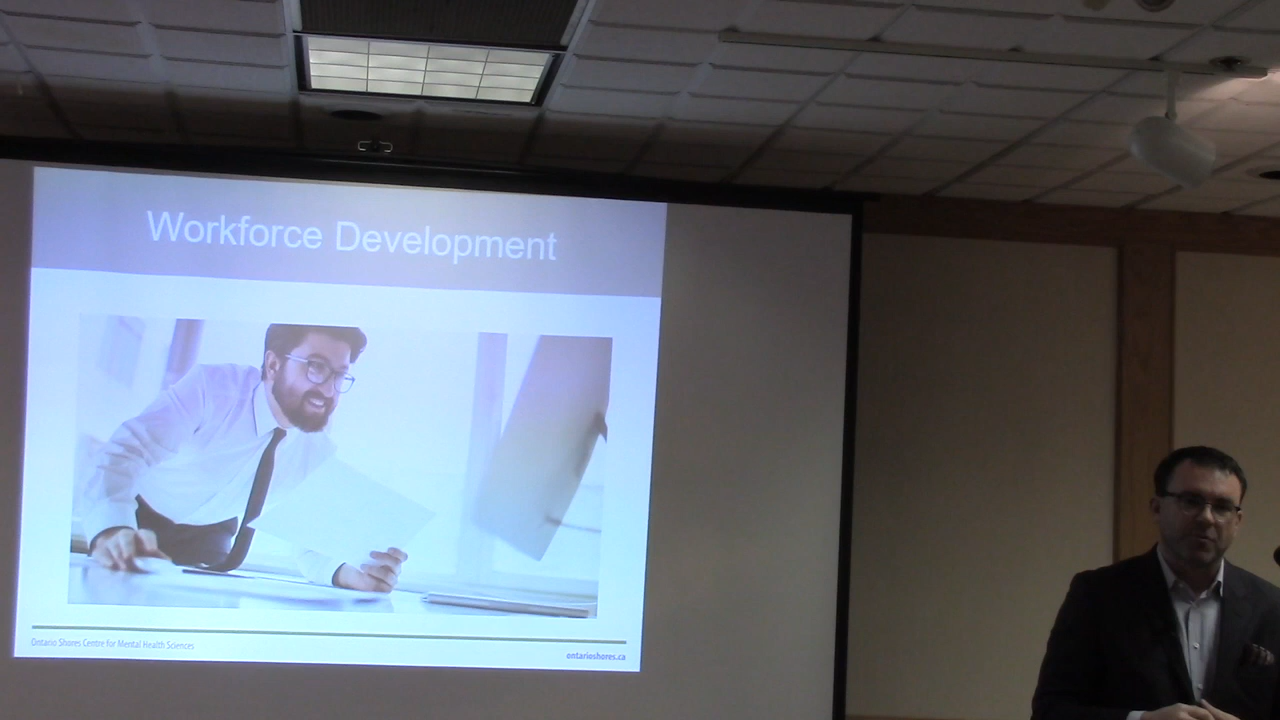 Workforce Development
Ontario Shores Centre for Mental Health Sciences
ontarioshores.ca